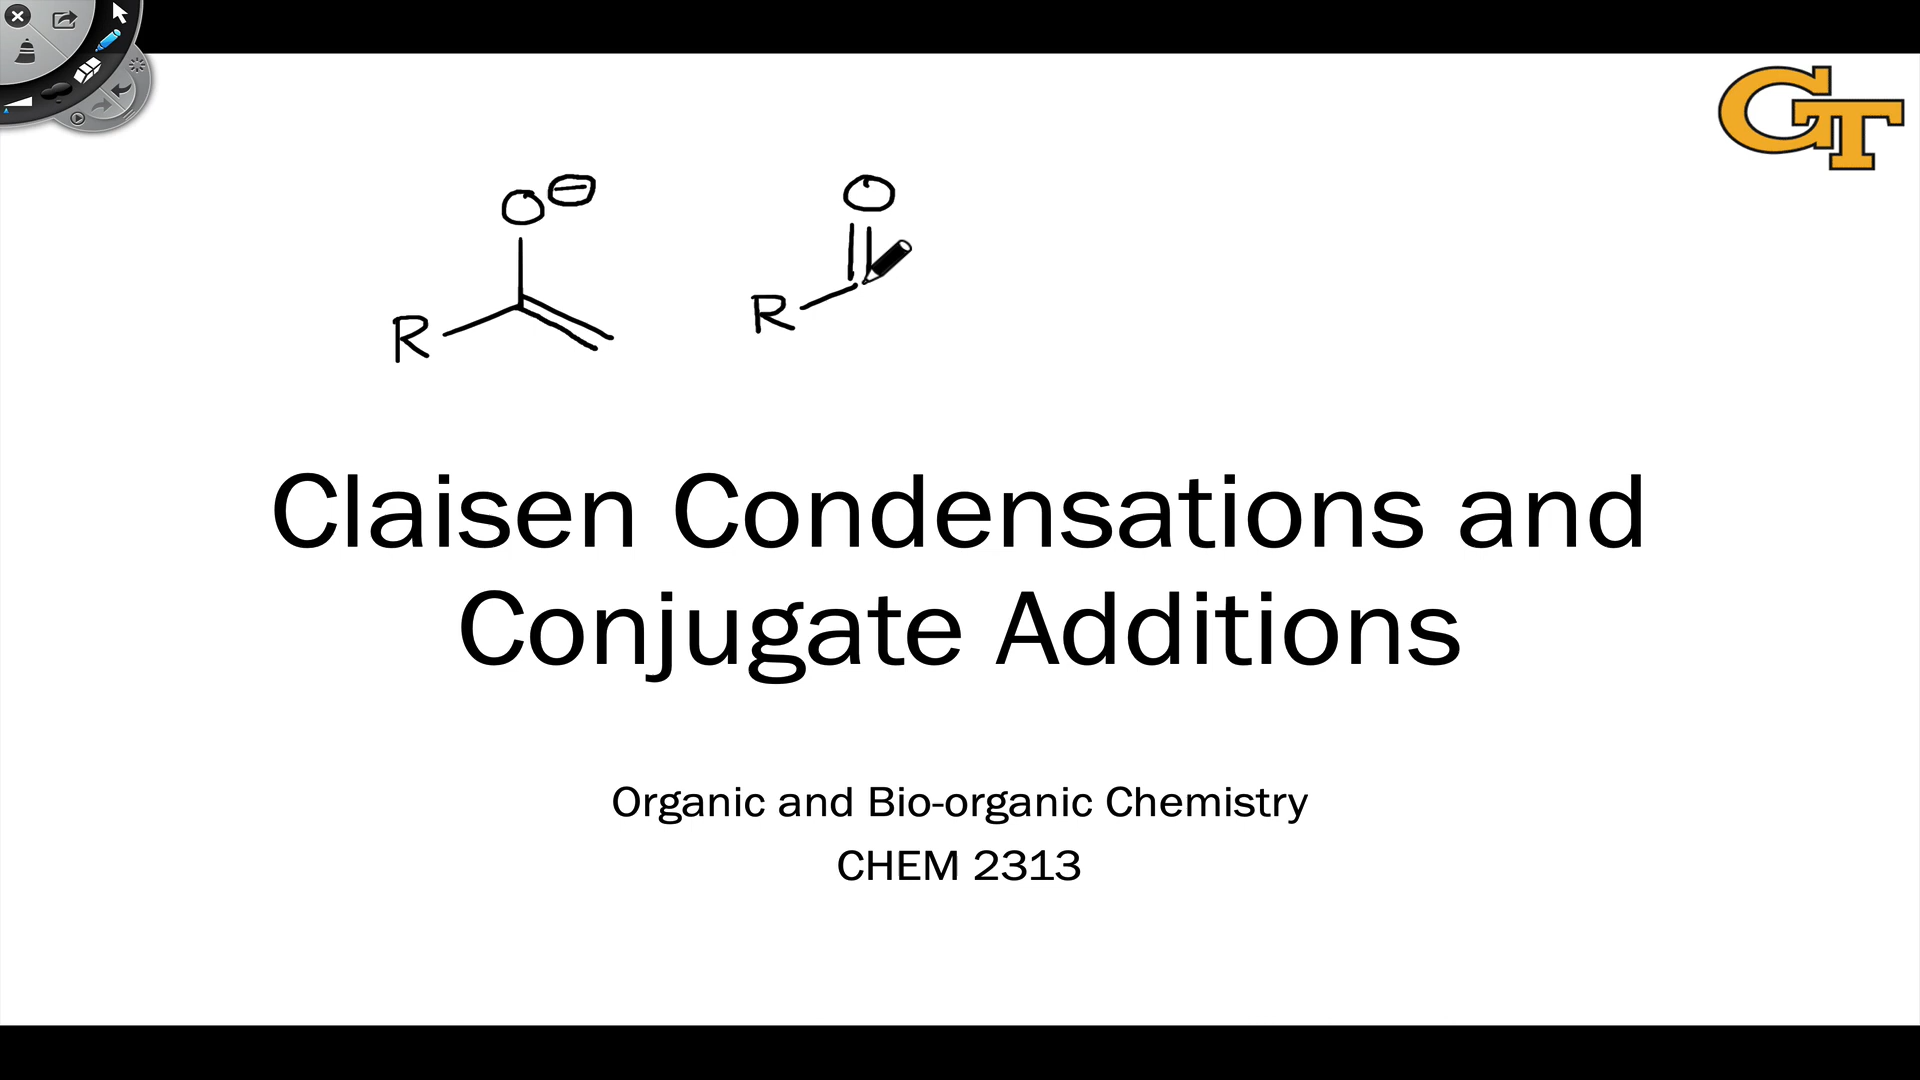 GT
O⊖
O
R
R
Claisen Condensations and
Conjugate Additions
Organic and Bio-organic Chemistry
CHEM 2313